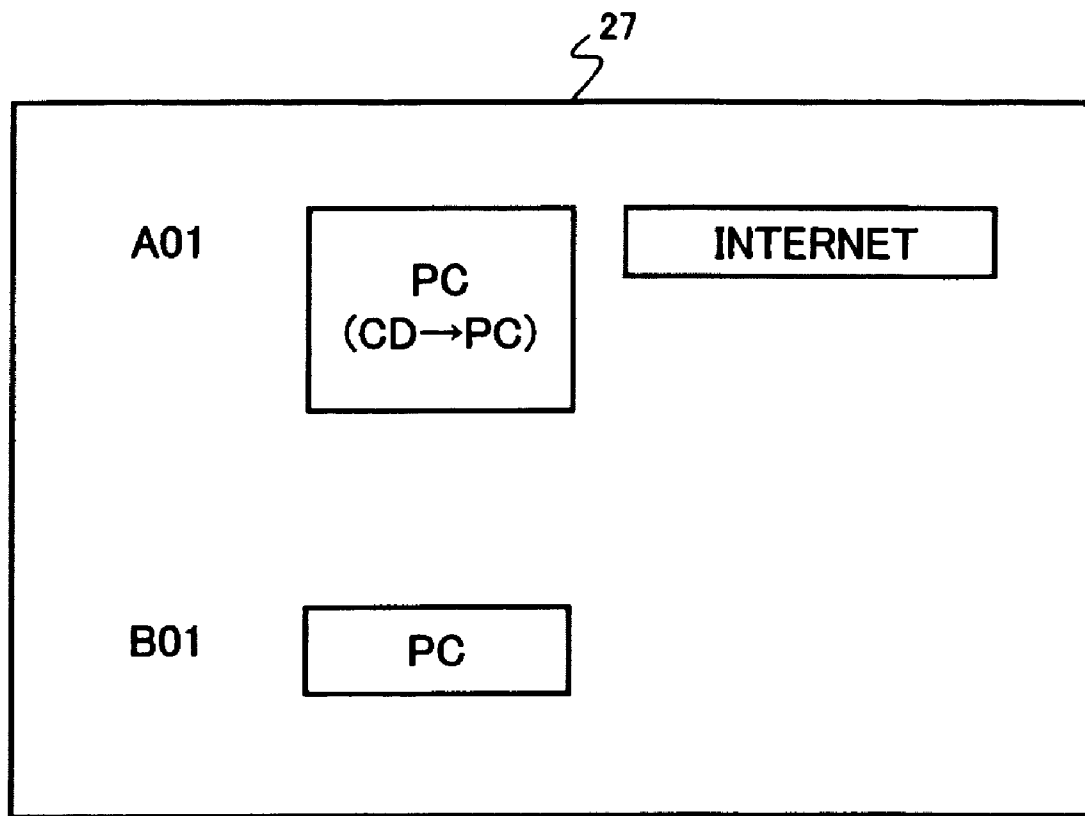 27
A01
PC
(CD→PC)
INTERNET
B01
PC